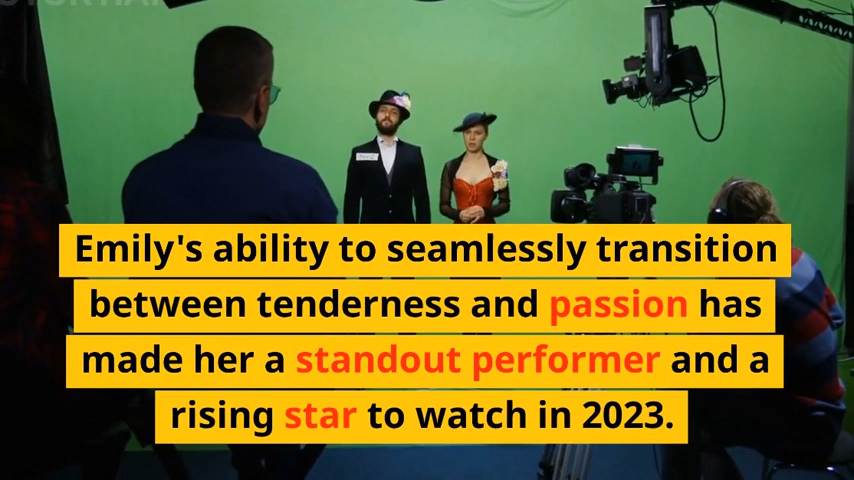 Emily's ability to seamlessly transition
between tenderness and passion has
made her a standout performer and a
rising star to watch in 2023.